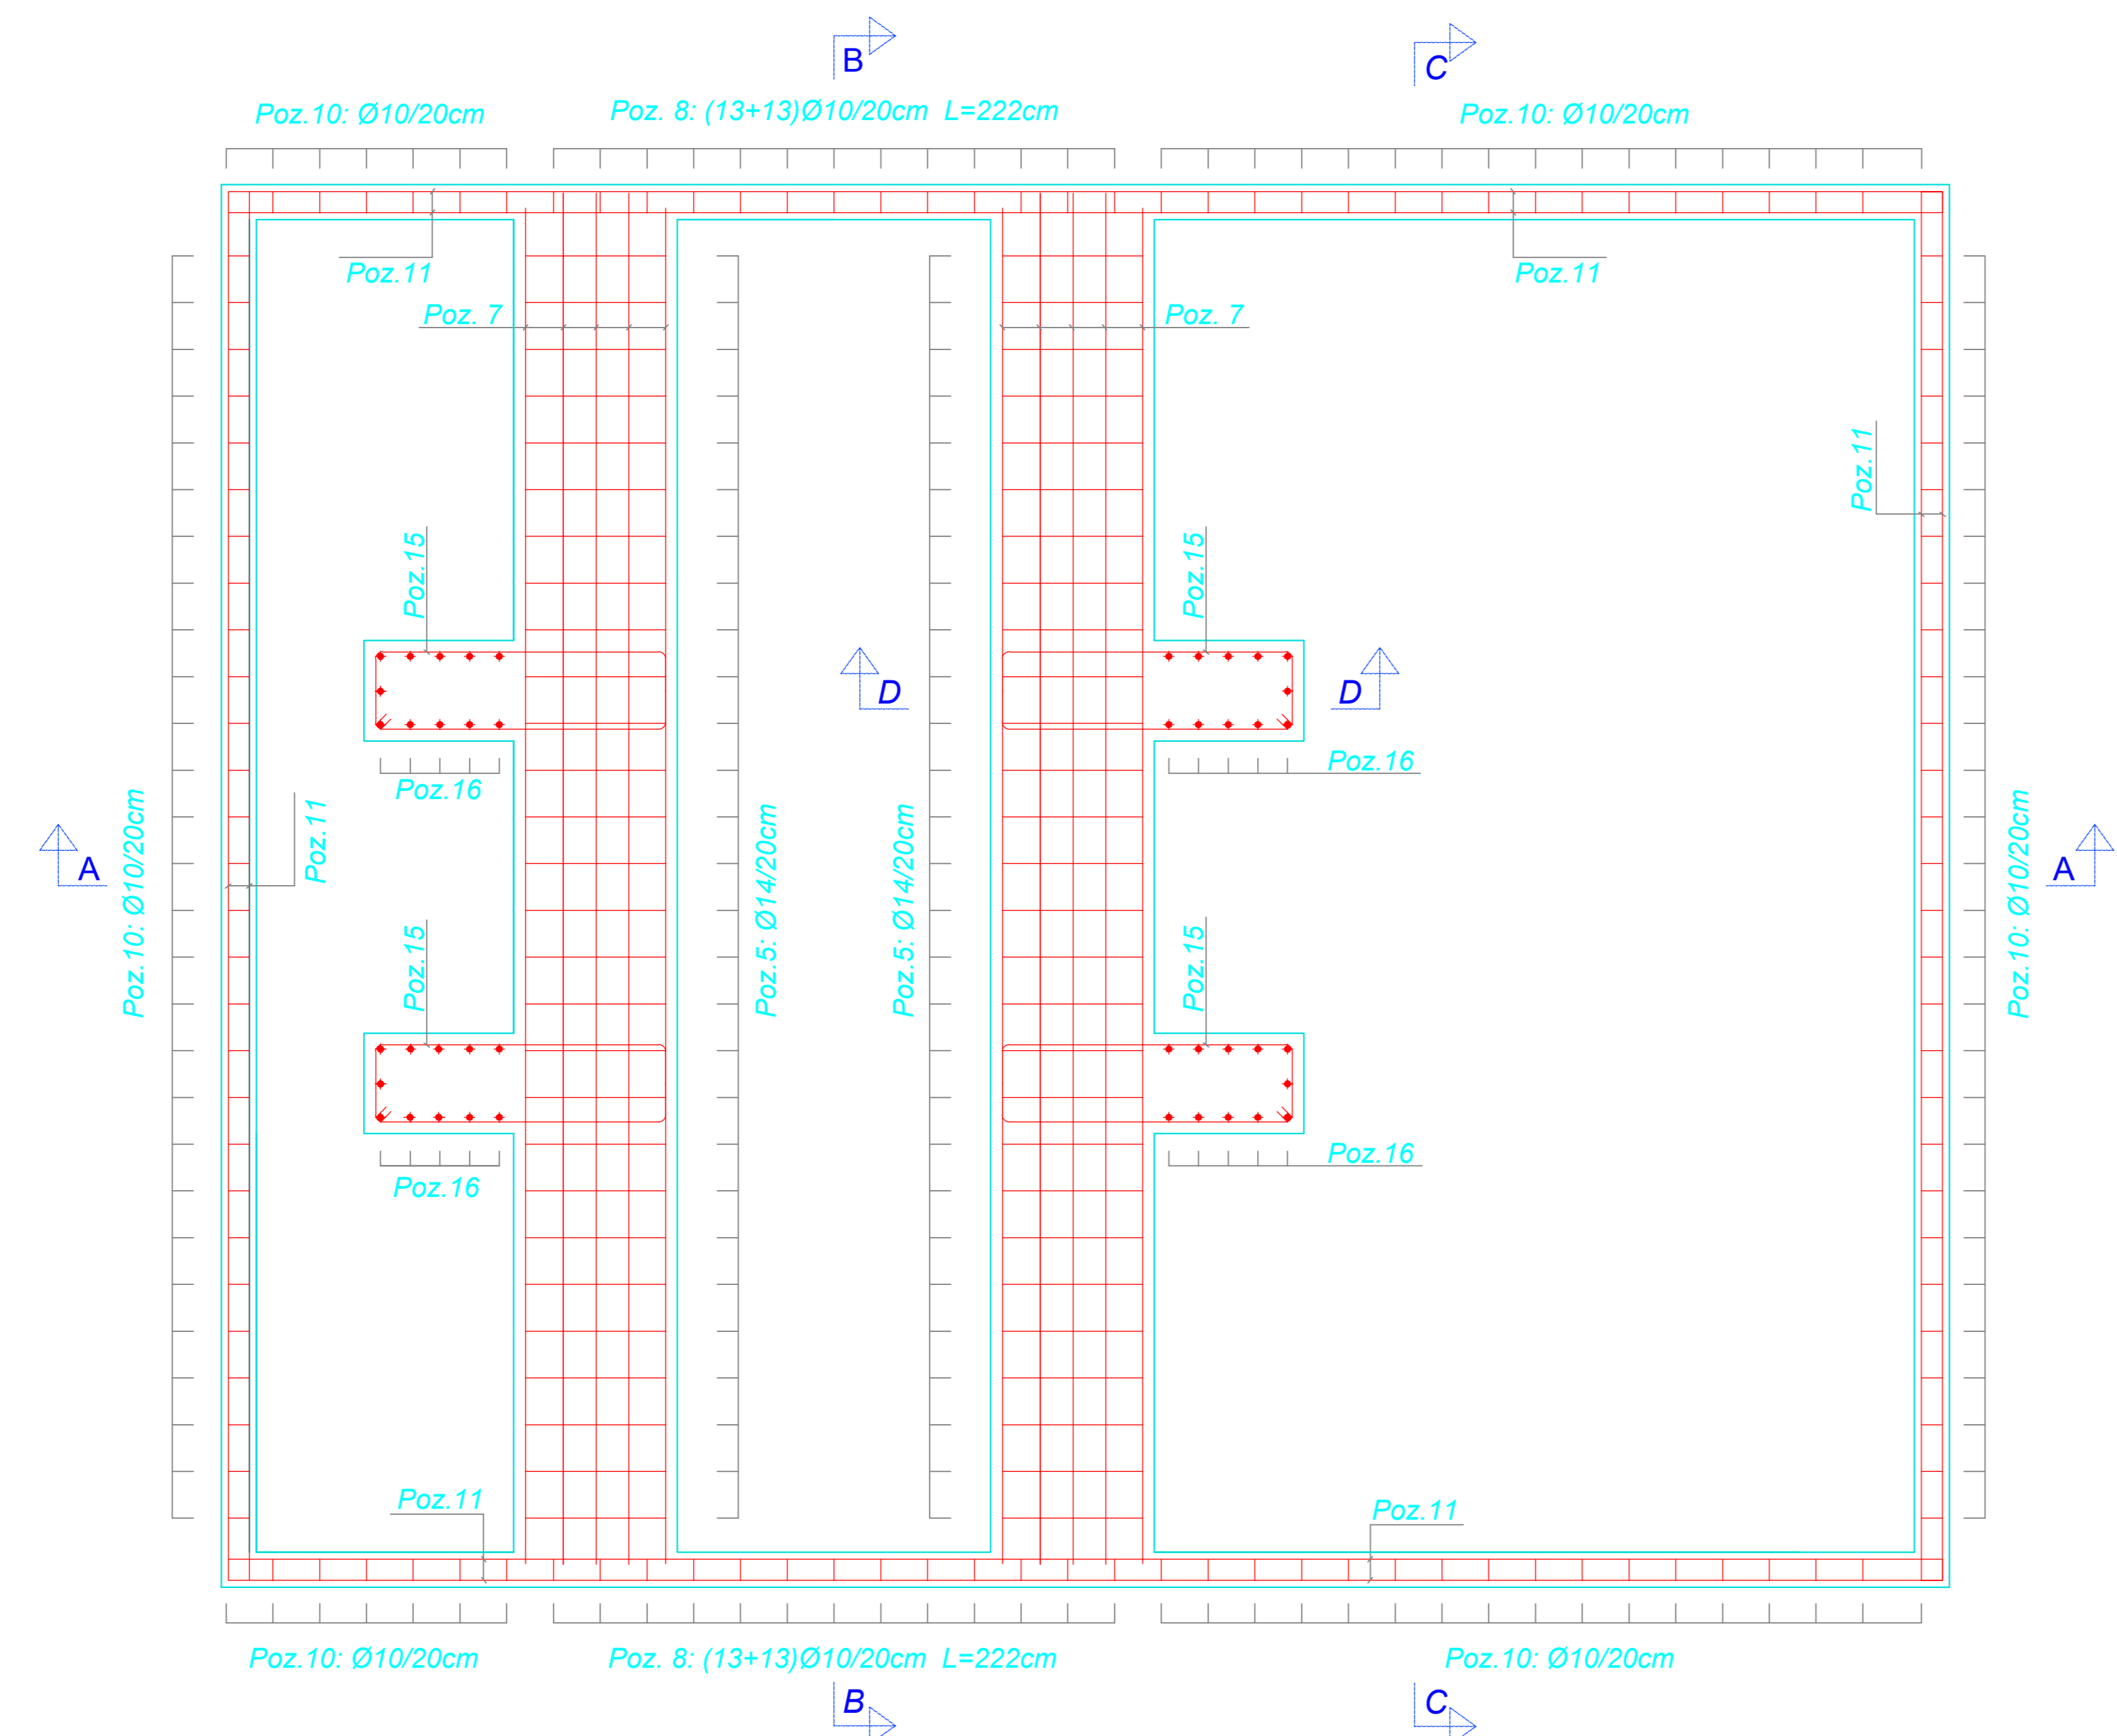 B
C
Poz.10: Ø10/20cm
Poz. 8: (13+13)Ø10/20cm L=222cm
Poz.10: Ø10/20cm
Poz.11
Poz.11
Poz. 7
Poz. 7
Poz.11
Poz.15
Poz.15
D
D
Poz.16
Poz.16
Poz.10: Ø10/20cm
Poz.11
Poz.5: Ø14/20cm
Poz.5: Ø14/20cm
Poz.10: Ø10/20cm
A
A
Poz.15
Poz.15
Poz.16
Poz.16
Poz.11
Poz.11
Poz.10: Ø10/20cm
Poz. 8: (13+13)Ø10/20cm L=222cm
Poz.10: Ø10/20cm
B
C